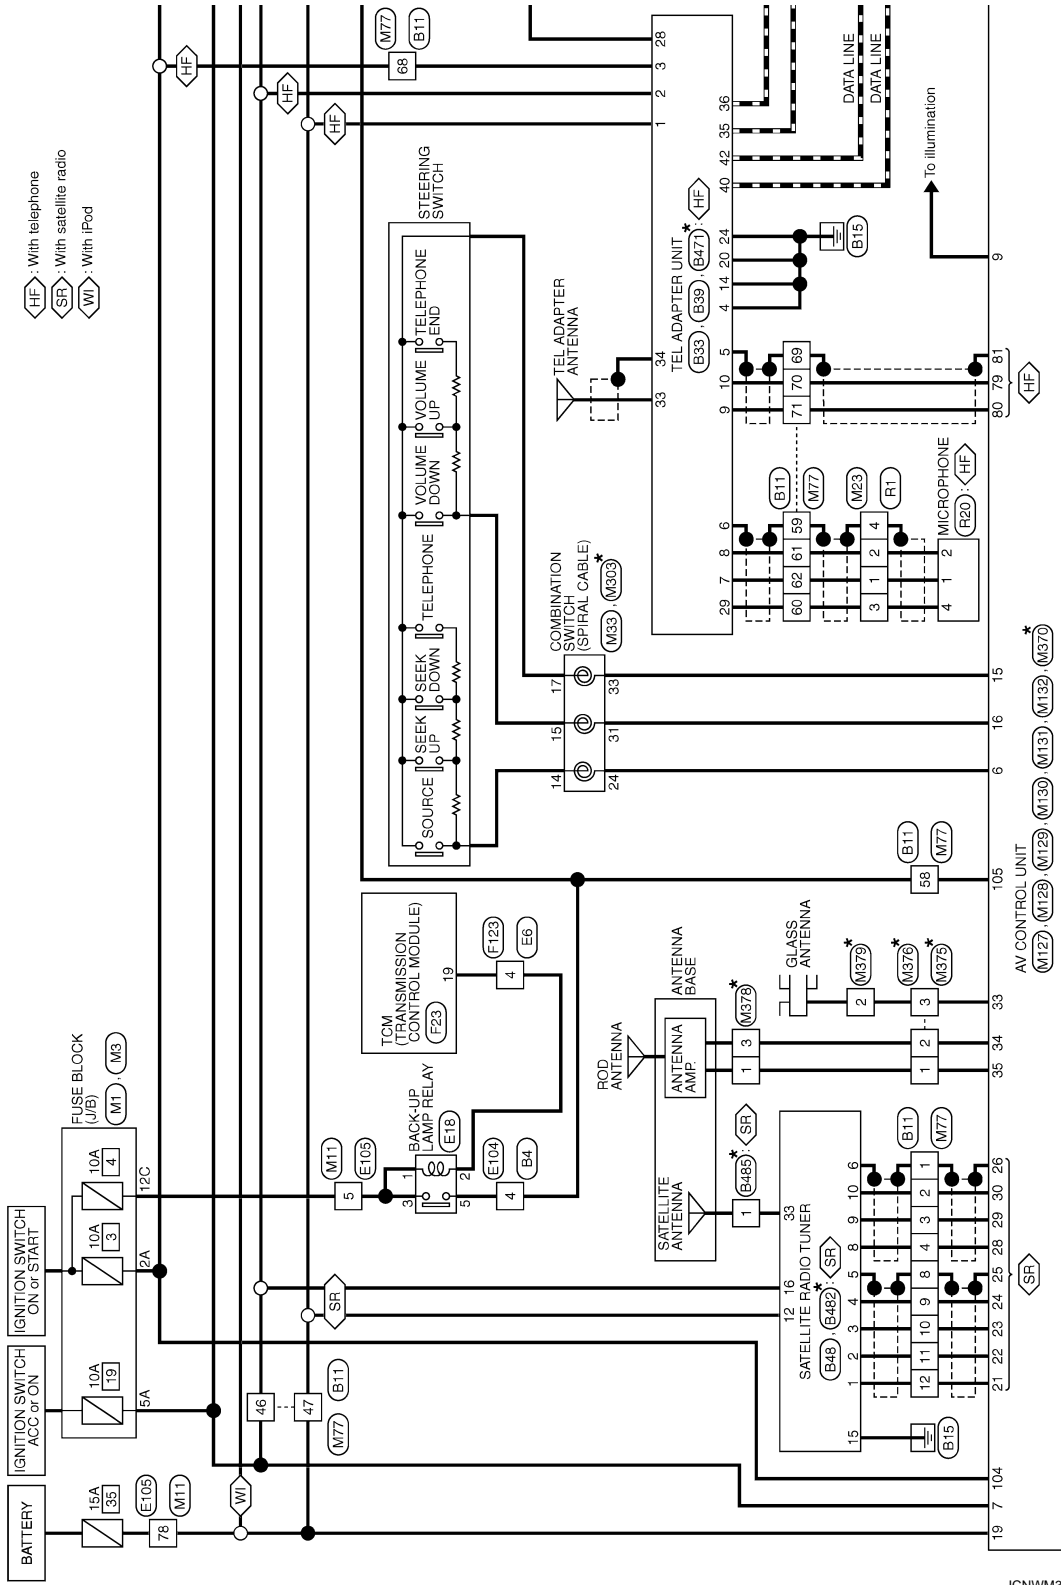 BATTERY
IGNITION SWITCH
ACC or ON
IGNITION SWITCH
ON or START
15A
35
E105
M11
78
WI
10A
19
5A
10A
3
2A
10A
4
12C
FUSE BLOCK
(J/B)
M1 , M3
HF : With telephone
SR : With satellite radio
WI : With iPod
46
47
M77
B11
SR
M11
E105
5
1
3
2
5
BACK-UP
LAMP RELAY
E18
E104
B4
4
TCM
(TRANSMISSION
CONTROL MODULE)
F23
19
F123
E6
4
STEERING
SWITCH
SOURCE
SEEK
UP
SEEK
DOWN
TELEPHONE
VOLUME
DOWN
VOLUME
UP
TELEPHONE
END
HF
HF
HF
M77
B11
68
COMBINATION
SWITCH
(SPIRAL CABLE)
M33 , M303 *
14
15
17
24
31
33
TEL ADAPTER
ANTENNA
33
34
1
2
3
28
TEL ADAPTER UNIT
B33 , B39 , B471 * : HF
29
7
8
6
9
10
5
4
14
20
24
40
42
35
36
B15
DATA LINE
DATA LINE
To illumination
9
B11
M77
60
62
61
59
71
70
69
M23
R1
3
1
2
4
MICROPHONE
R20 : HF
4
1
2
80
79
81
HF
ROD
ANTENNA
ANTENNA
BASE
ANTENNA
AMP.
SATELLITE
ANTENNA
1
B485 * : SR
1
3
M378 *
GLASS
ANTENNA
2
M379 *
1
2
3
M376 *
M375 *
35
34
33
B11
M77
58
105
6
16
15
SATELLITE RADIO TUNER
B48 , B482 * : SR
12
16
33
15
1
2
3
4
5
8
9
10
6
B15
12
11
10
9
8
4
3
2
1
B11
M77
21
22
23
24
25
28
29
30
26
SR
19
7
104
AV CONTROL UNIT
M127 , M128 , M129 , M130 , M131 , M132 , M370 *